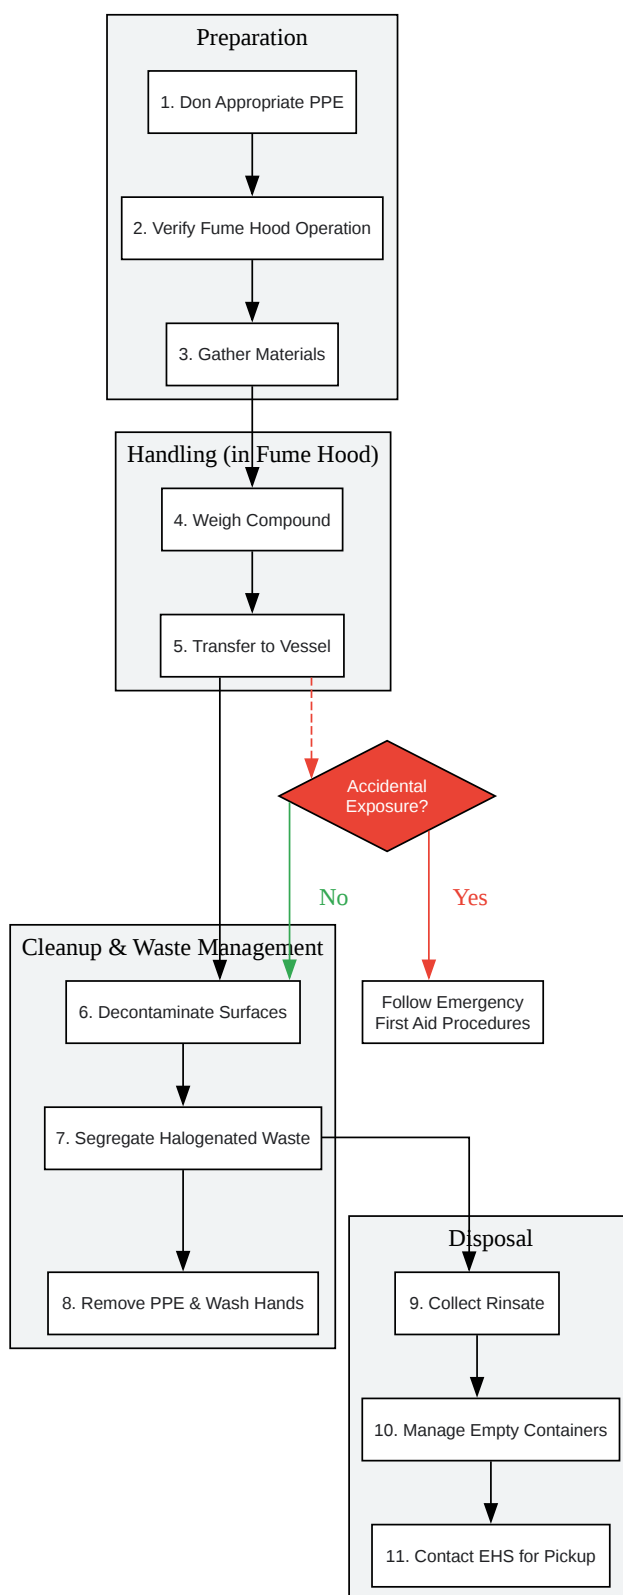 Preparation
1. Don Appropriate PPE
2. Verify Fume Hood Operation
3. Gather Materials
Handling (in Fume Hood)
4. Weigh Compound
5. Transfer to Vessel
Accidental
Exposure?
No
Yes
Cleanup & Waste Management
6. Decontaminate Surfaces
Follow Emergency
First Aid Procedures
7. Segregate Halogenated Waste
Disposal
8. Remove PPE & Wash Hands
9. Collect Rinsate
10. Manage Empty Containers
11. Contact EHS for Pickup